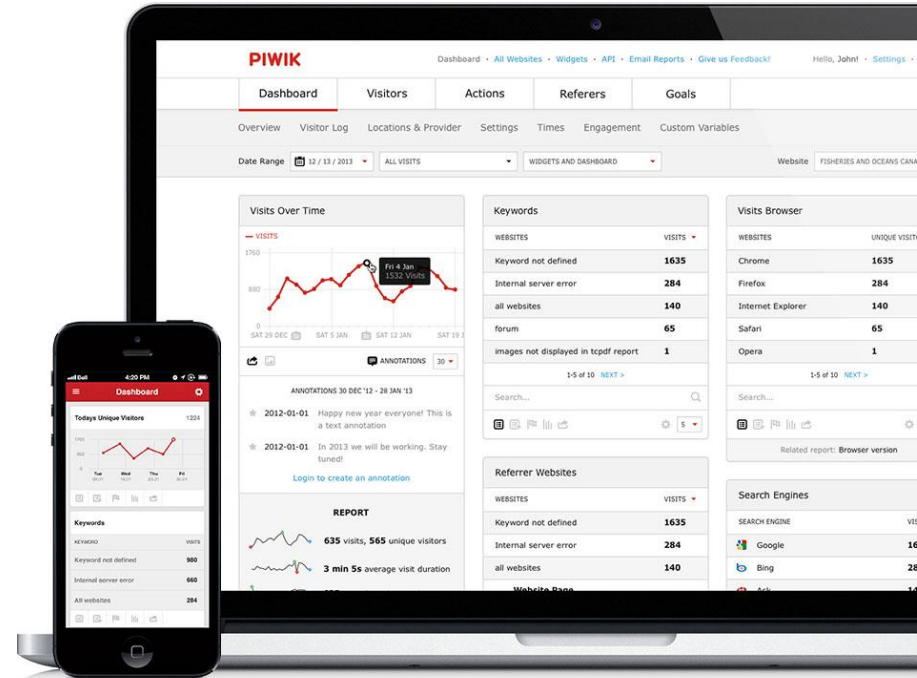 PIWIK
Dashboard · All Websites · Widgets · API · Email Reports · Give us Feedback!
Hello, John! · Settings ·
Dashboard Visitors Actions Referers Goals
Overview Visitor Log Locations & Provider Settings Times Engagement Custom Variables
Date Range 12 / 13 / 2013 ALL VISITS WIDGETS AND DASHBOARD Website FISHERIES AND OCEANS CANA
Visits Over Time
VISITS
1760
Fri 4 Jan
1532 Visits
880
0
SAT 29 DEC SAT 5 JAN SAT 12 JAN SAT 19 J
ANNOTATIONS 30
ANNOTATIONS 30 DEC '12 - 28 JAN '13
2012-01-01 Happy new year everyone! This is
a text annotation
2012-01-01 In 2013 we will be working. Stay
tuned!
Login to create an annotation
REPORT
635 visits, 565 unique visitors
3 min 5s average visit duration
Keywords
WEBSITES VISITS
Keyword not defined 1635
Internal server error 284
all websites 140
forum 65
images not displayed in tcpdf report 1
1-5 of 10 NEXT >
Search...
5
Referrer Websites
WEBSITES VISITS
Keyword not defined 1635
Internal server error 284
all websites 140
Website Page
Visits Browser
WEBSITES UNIQUE VISITO
Chrome 1635
Firefox 284
Internet Explorer 140
Safari 65
Opera 1
1-5 of 10 NEXT >
Search...
Related report: Browser version
Search Engines
SEARCH ENGINE VIS
Google 16
Bing 28
Ask 14
Bell 4:20 PM
Dashboard
Todays Unique Visitors 1224
1700
0
Tue Wed Thu Fri
Keywords
KEYWORD VISITS
Keyword not defined 980
Internal server error 660
All websites 284